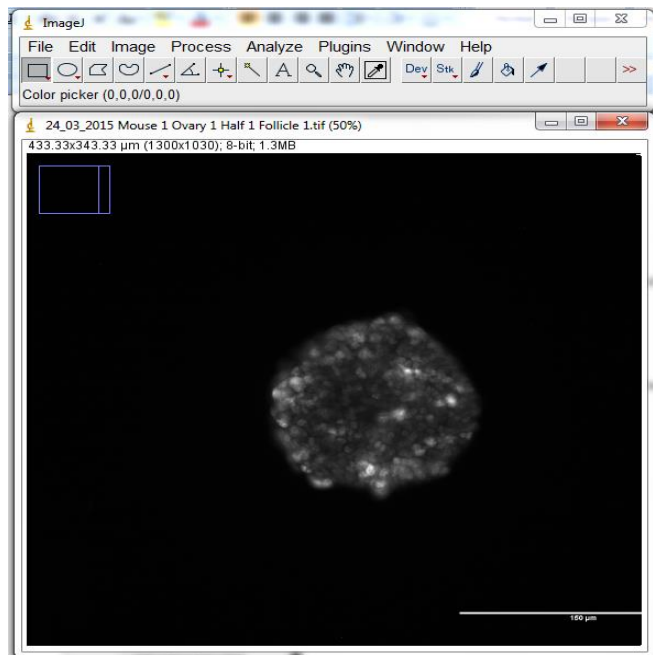 ImageJ
File Edit Image Process Analyze Plugins Window Help
A Dev Stk >>
Color picker (0,0,0/0,0,0)
24_03_2015 Mouse 1 Ovary 1 Half 1 Follicle 1.tif (50%)
433.33x343.33 µm (1300x1030); 8-bit; 1.3MB
150 µm